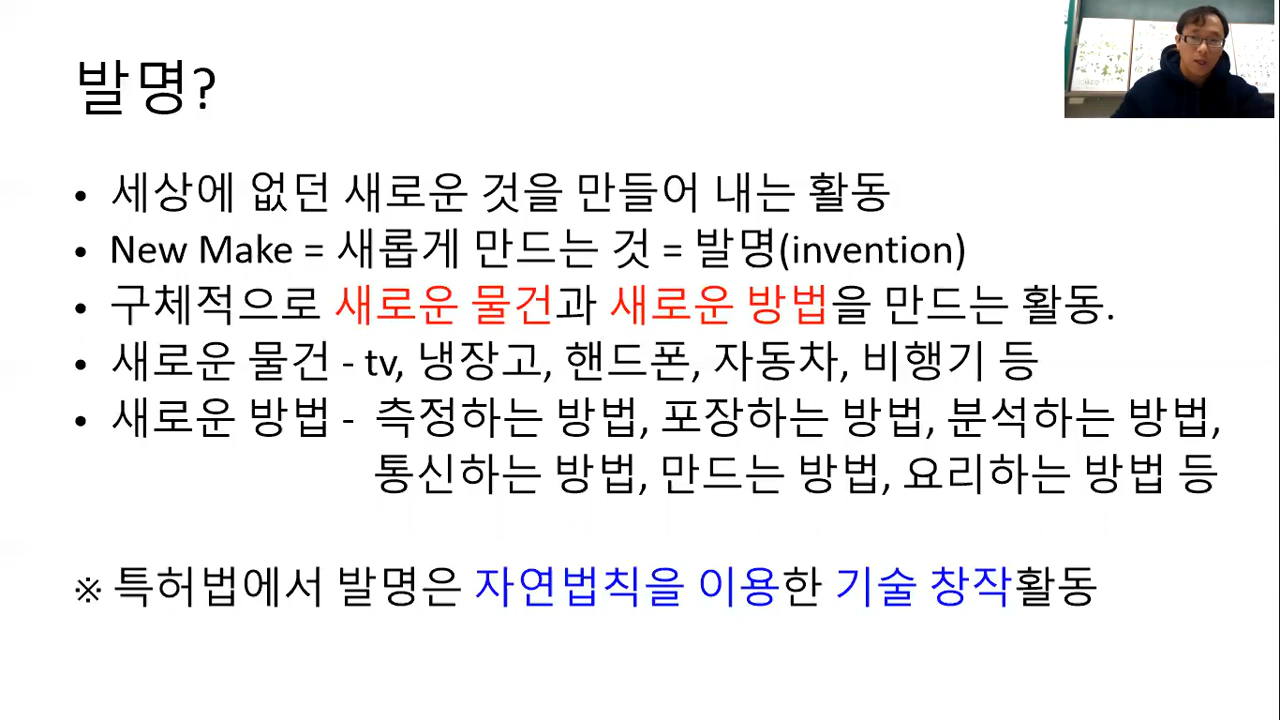 발명?
• 세상에 없던 새로운 것을 만들어 내는 활동
• New Make = 새롭게 만드는 것 = 발명(invention)
• 구체적으로 새로운 물건과 새로운 방법을 만드는 활동.
• 새로운 물건 - tv, 냉장고, 핸드폰, 자동차, 비행기 등
• 새로운 방법 - 측정하는 방법, 포장하는 방법, 분석하는 방법,
통신하는 방법, 만드는 방법, 요리하는 방법 등
※ 특허법에서 발명은 자연법칙을 이용한 기술 창작활동